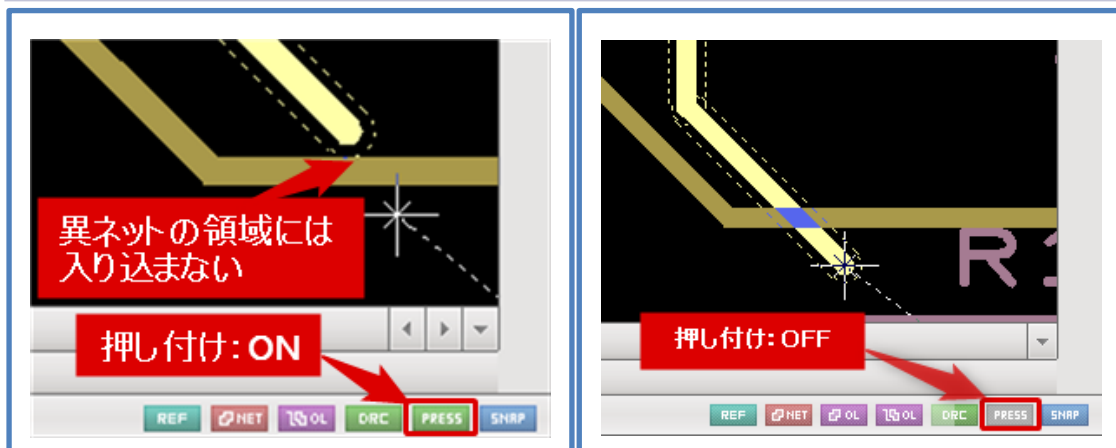 異ネットの領域には
入り込まない
押し付け: ON
REF NET OL DRC PRESS SNAP
押し付け: OFF
REF NET OL OL DRC PRESS SNAP